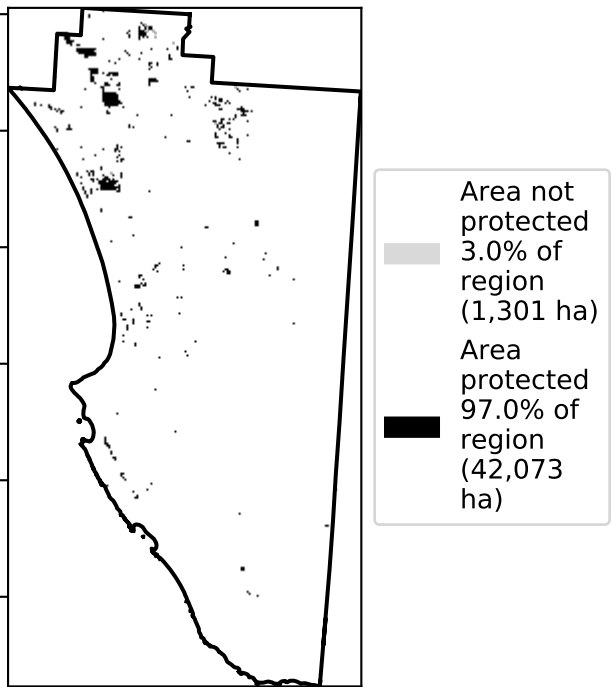 Area not
protected
3.0% of
region
(1,301 ha)
Area
protected
97.0% of
region
(42,073
ha)